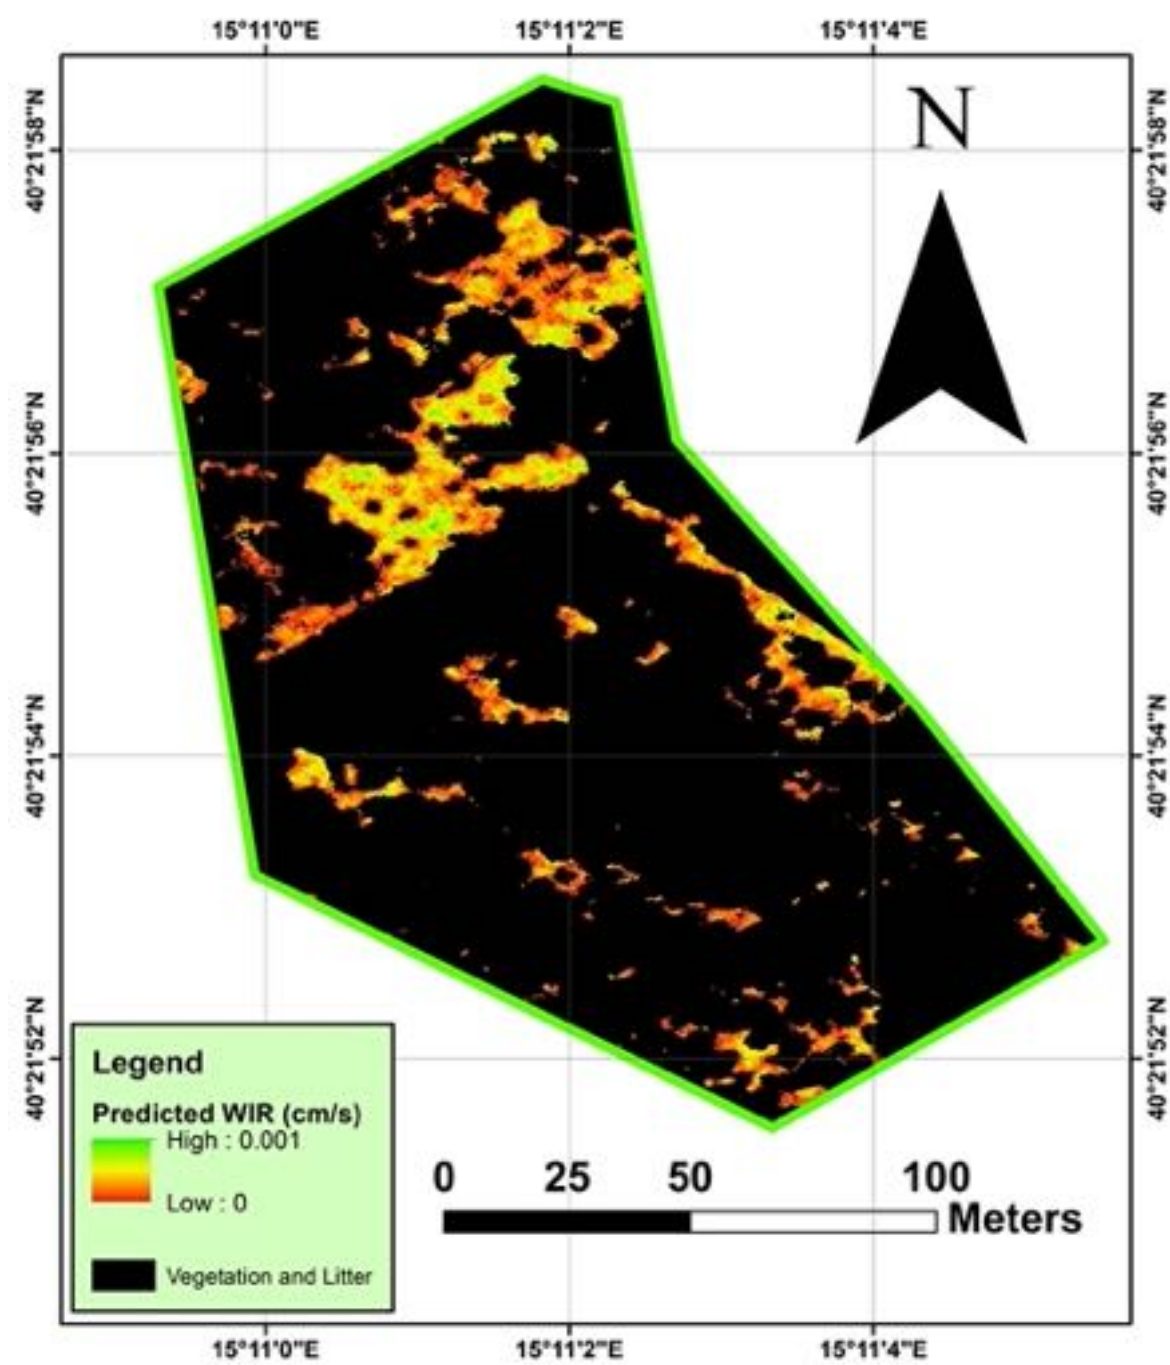 15°11'0"E 15°11'2"E 15°11'4"E
N
40°21'58"N 40°21'58"N
40°21'56"N 40°21'56"N
40°21'54"N 40°21'54"N
40°21'52"N 40°21'52"N
Legend
Predicted WIR (cm/s)
High : 0.001
Low : 0
Vegetation and Litter
0 25 50 100
Meters
15°11'0"E 15°11'2"E 15°11'4"E